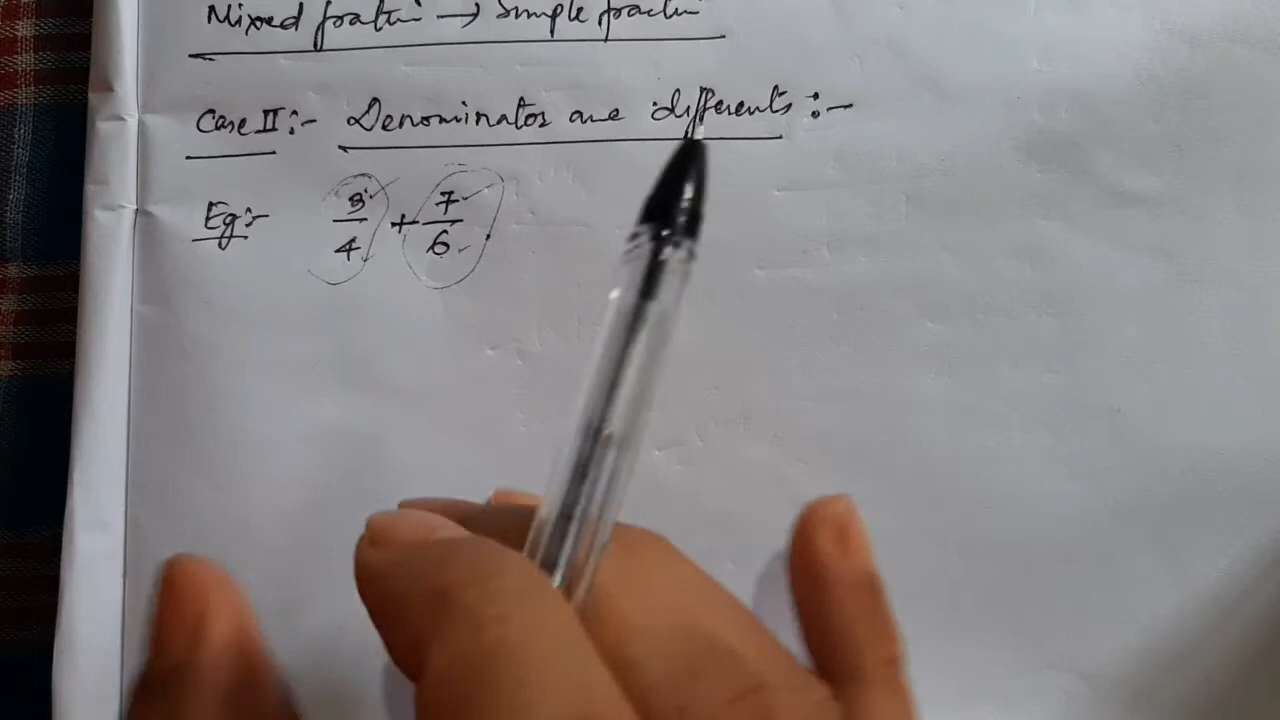 Mixed fraction → Simple fraction
Case II :- Denominators are differents :-
Eg:- 3/4 + 7/6